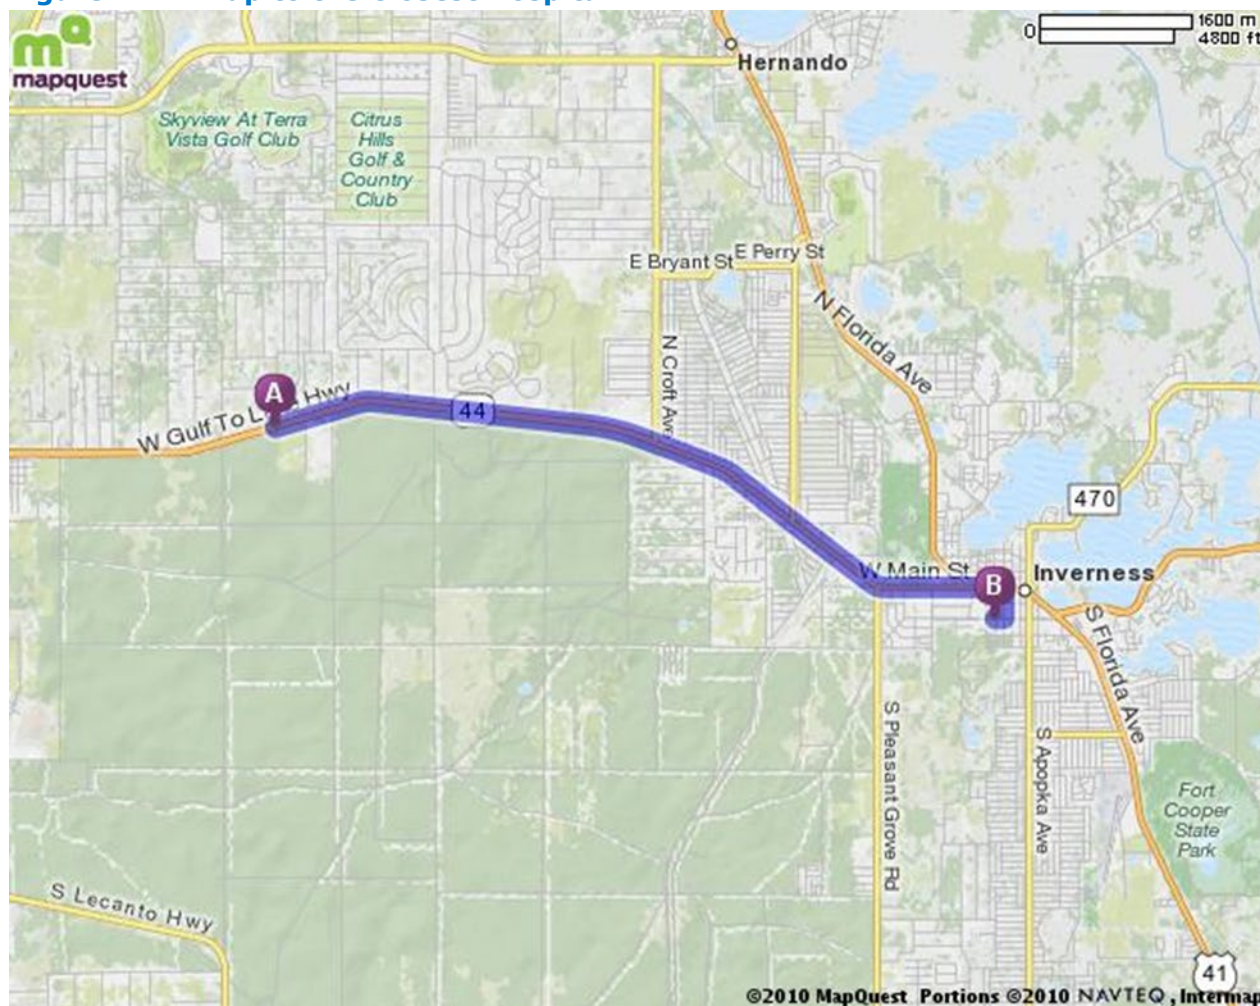 1600 m
0
4800 ft
mapquest
Hernando
Skyview At Terra
Vista Golf Club
Citrus
Hills
Golf &
Country
Club
E Bryant St
E Perry St
N Florida Ave
N Croft Ave
A
W Gulf To L Hwy
44
470
W Main St
B
Inverness
S Florida Ave
S Pleasant Grove Rd
S Apopka Ave
Fort
Cooper
State
Park
S Lecanto Hwy
41
©2010 MapQuest Portions ©2010 NAVTEQ, Intermap